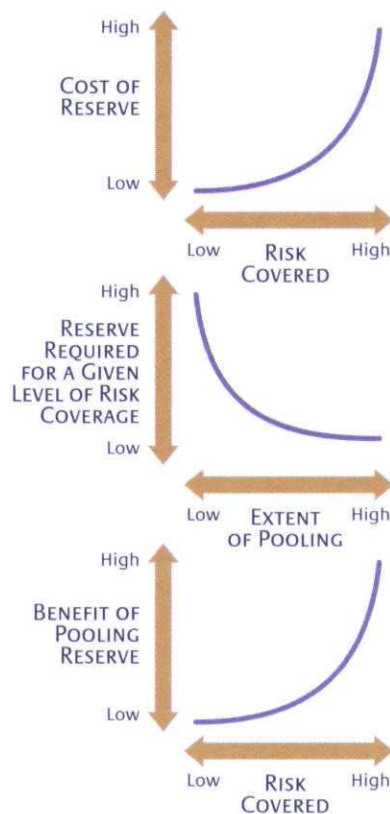 High
COST OF
RESERVE
Low
Low
High
RISK
COVERED
High
RESERVE
REQUIRED
FOR A GIVEN
LEVEL OF RISK
COVERAGE
Low
Low
EXTENT
High
OF POOLING
High
BENEFIT OF
POOLING
RESERVE
Low
Low
RISK
High
COVERED